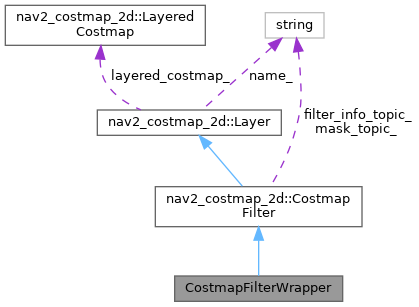 nav2_costmap_2d::Layered
Costmap
string
layered_costmap_
name_
nav2_costmap_2d::Layer
filter_info_topic_
mask_topic_
nav2_costmap_2d::Costmap
Filter
CostmapFilterWrapper